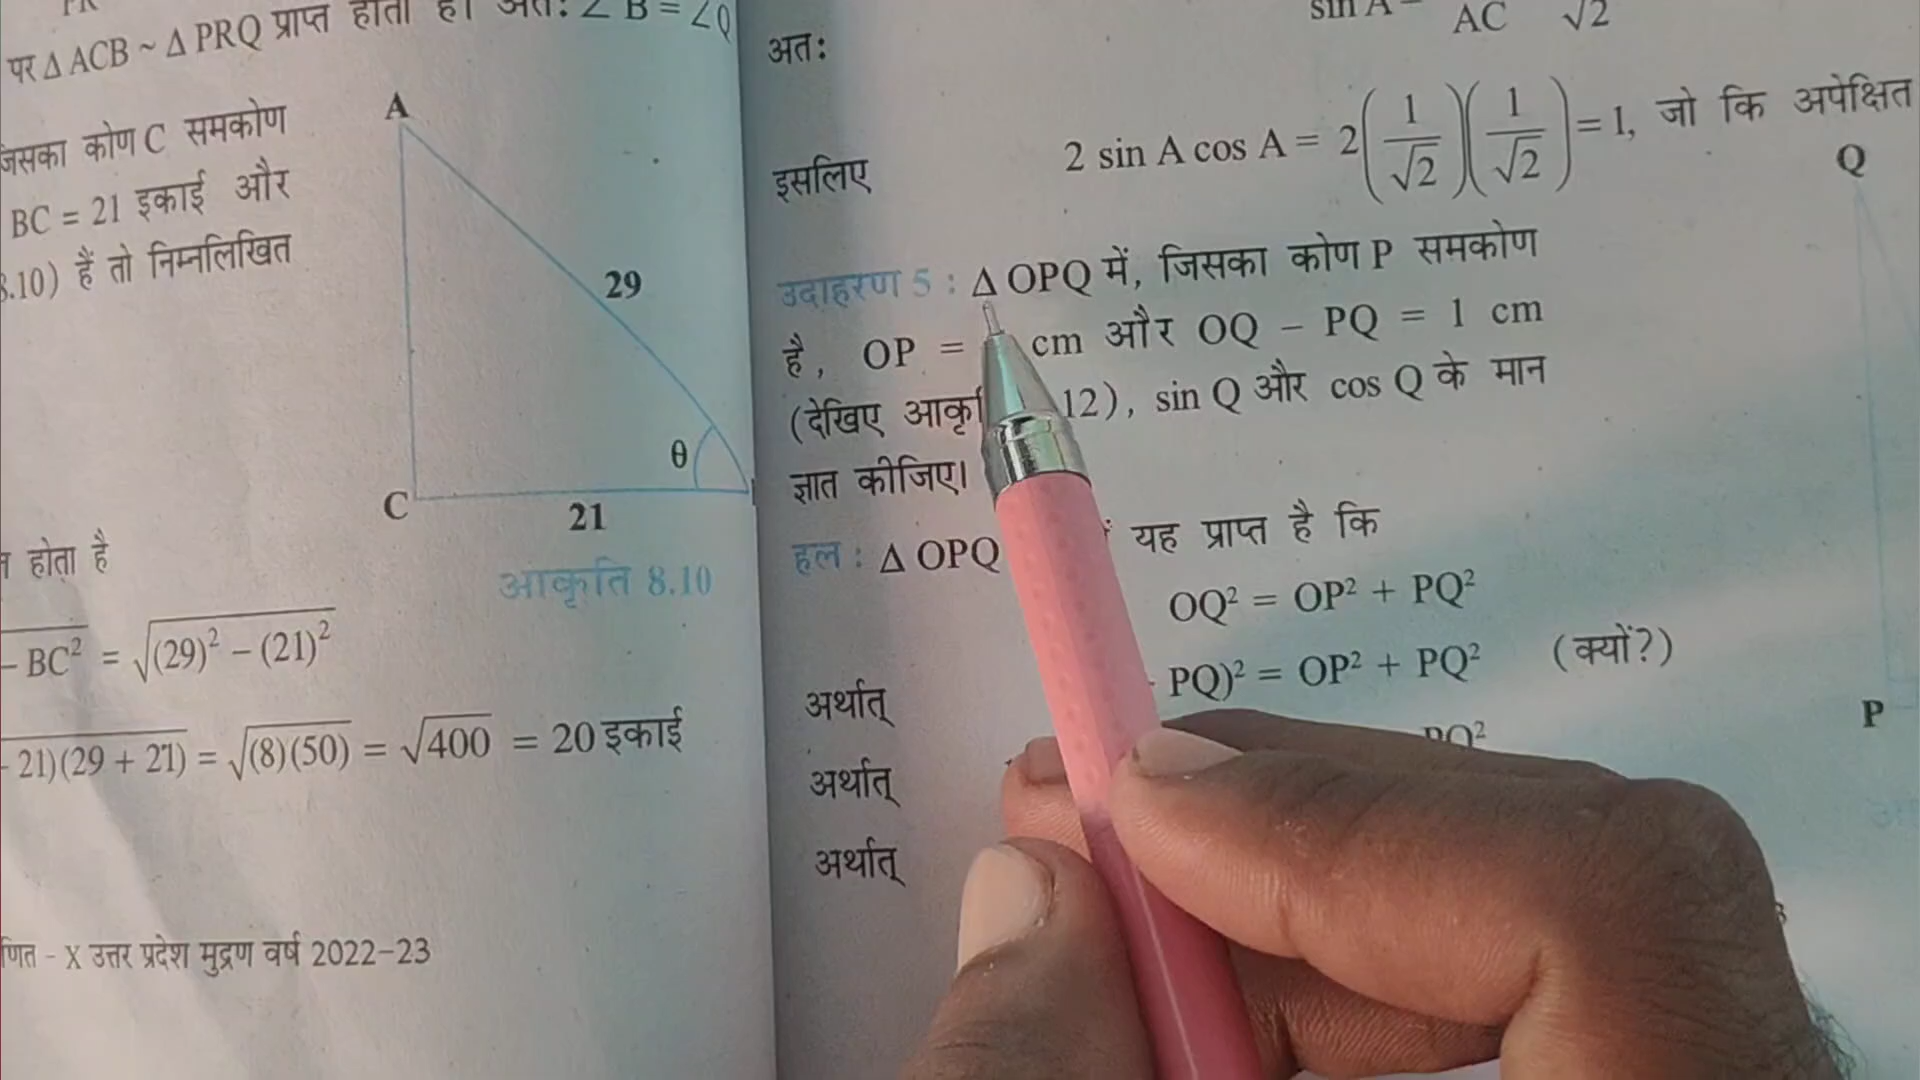 पर Δ ACB ~ Δ PRQ प्राप्त होता है। अतः ∠ B = ∠Q
जिसका कोण C समकोण
BC = 21 इकाई और
8.10) हैं तो निम्नलिखित
A
29
θ
C
21
आकृति 8.10
होता है
– BC² = √(29)² – (21)²
21)(29 + 21) = √(8)(50) = √400 = 20 इकाई
– X उत्तर प्रदेश मुद्रण वर्ष 2022–23
sin A
AC √2
अतः
इसलिए 2 sin A cos A = 2(1/√2)(1/√2) = 1, जो कि अपेक्षित
Q
उदाहरण 5 : Δ OPQ में, जिसका कोण P समकोण
है, OP = cm और OQ – PQ = 1 cm
(देखिए 12), sin Q और cos Q के मान
ज्ञात कीजिए।
हल : Δ OPQ यह प्राप्त है कि
OQ² = OP² + PQ²
अर्थात् PQ)² = OP² + PQ² (क्यों?)
P
अर्थात् PQ²
अर्थात्